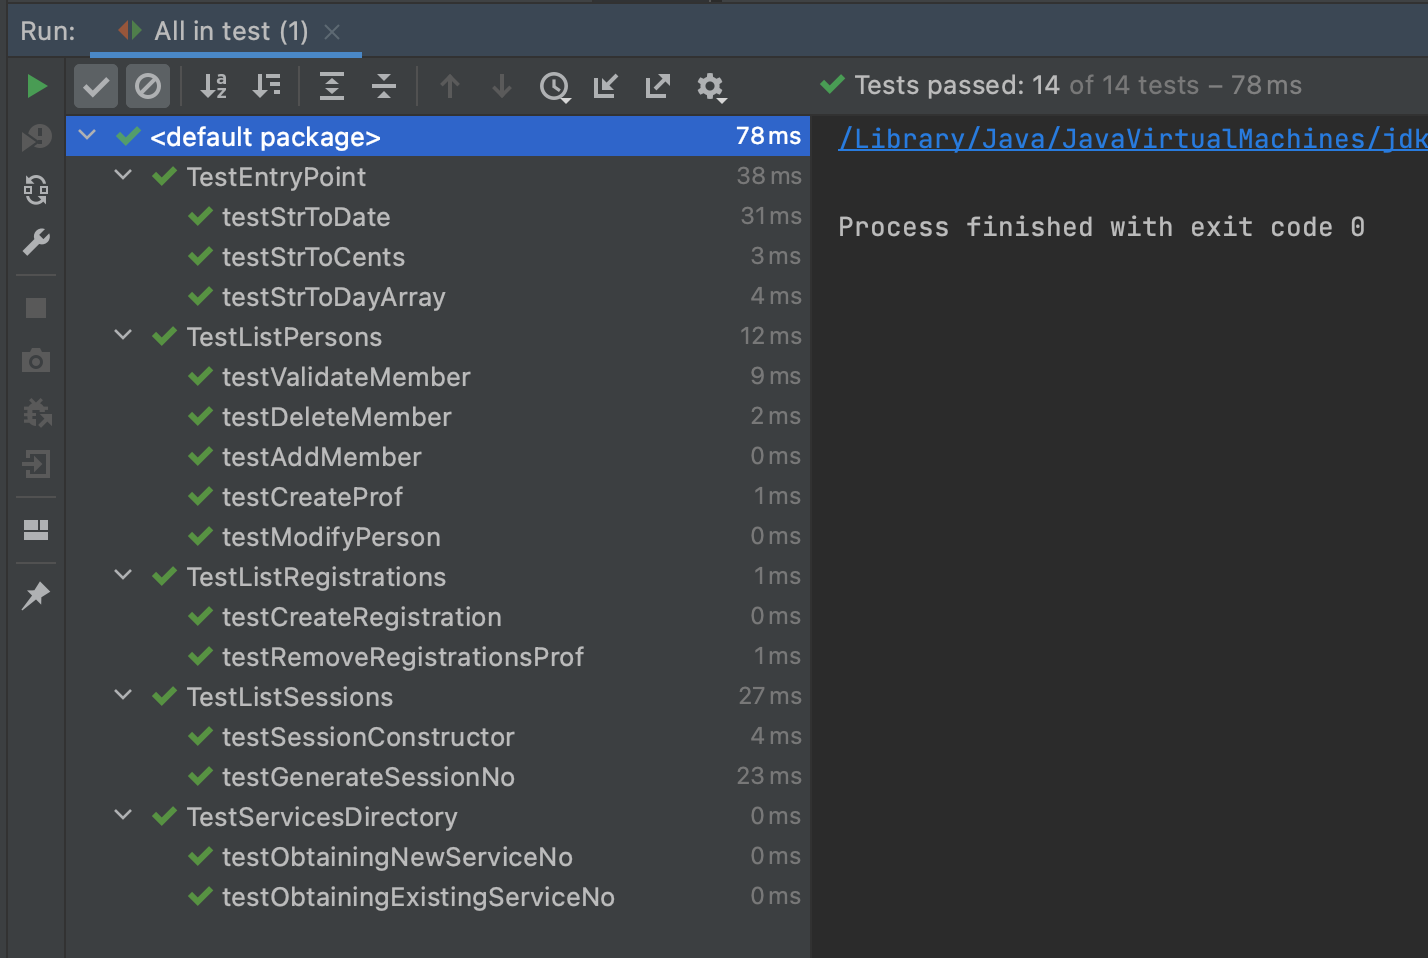 Run: All in test (1)
Tests passed: 14 of 14 tests – 78 ms
<default package> 78 ms
TestEntryPoint 38 ms
testStrToDate 31 ms
testStrToCents 3 ms
testStrToDayArray 4 ms
TestListPersons 12 ms
testValidateMember 9 ms
testDeleteMember 2 ms
testAddMember 0 ms
testCreateProf 1 ms
testModifyPerson 0 ms
TestListRegistrations 1 ms
testCreateRegistration 0 ms
testRemoveRegistrationsProf 1 ms
TestListSessions 27 ms
testSessionConstructor 4 ms
testGenerateSessionNo 23 ms
TestServicesDirectory 0 ms
testObtainingNewServiceNo 0 ms
testObtainingExistingServiceNo 0 ms
/Library/Java/JavaVirtualMachines/jdk
Process finished with exit code 0